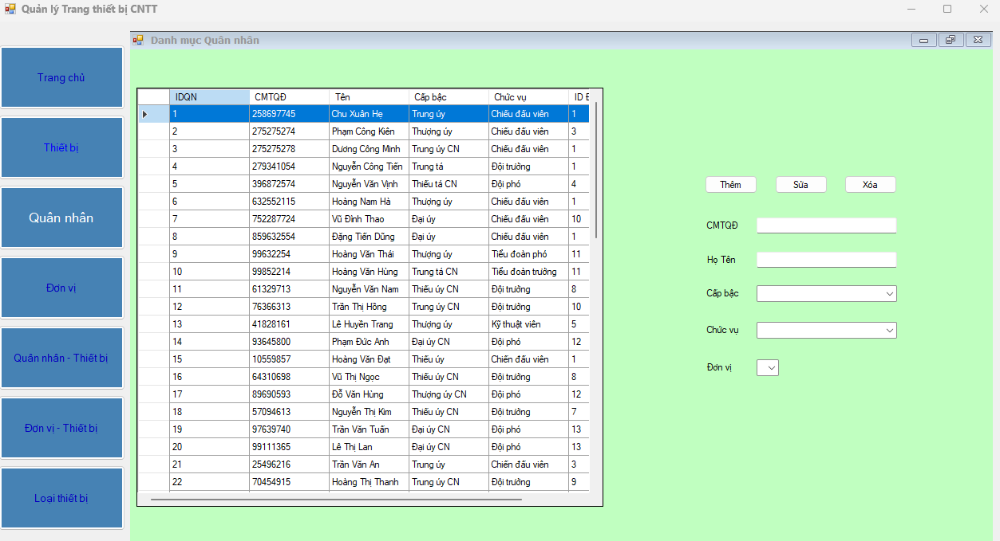 Quản lý Trang thiết bị CNTT
Danh mục Quân nhân
Trang chủ
Thiết bị
Quân nhân
Đơn vị
Quân nhân - Thiết bị
Đơn vị - Thiết bị
Loại thiết bị
IDQN CMTQĐ Tên Cấp bậc Chức vụ ID Đ
1 258697745 Chu Xuân Hẹ Trung úy Chiếu đấu viên 1
2 275275274 Phạm Công Kiên Thượng úy Chiếu đấu viên 3
3 275275278 Dương Công Minh Trung úy CN Chiếu đấu viên 1
4 279341054 Nguyễn Công Tiến Trung tá Đội trưởng 1
5 396872574 Nguyễn Văn Vịnh Thiếu tá CN Đội phó 4
6 632552115 Hoàng Nam Hà Thượng úy Chiếu đấu viên 1
7 752287724 Vũ Đình Thao Đại úy Chiếu đấu viên 10
8 859632554 Đặng Tiến Dũng Đại úy Chiếu đấu viên 1
9 99632254 Hoàng Văn Thái Thượng úy Tiểu đoàn phó 11
10 99852214 Hoàng Văn Hùng Trung tá CN Tiểu đoàn trưởng 11
11 61329713 Nguyễn Văn Nam Thiếu úy CN Đội trưởng 8
12 76366313 Trần Thị Hồng Trung úy CN Đội trưởng 10
13 41828161 Lê Huyền Trang Thượng úy Kỹ thuật viên 5
14 93645800 Phạm Đức Anh Đại úy CN Đội phó 12
15 10559857 Hoàng Văn Đạt Thiếu úy Chiến đấu viên 1
16 64310698 Vũ Thị Ngọc Thiếu úy CN Đội trưởng 8
17 89690593 Đỗ Văn Hùng Thượng úy CN Đội phó 12
18 57094613 Nguyễn Thị Kim Thiếu úy CN Đội trưởng 7
19 97639740 Trần Văn Tuấn Đại úy CN Đội phó 13
20 99111365 Lê Thị Lan Đại úy CN Đội phó 13
21 25496216 Trần Văn An Trung úy Chiến đấu viên 3
22 70454915 Hoàng Thị Thanh Trung úy CN Đội trưởng 9
Thêm Sửa Xóa
CMTQĐ
Họ Tên
Cấp bậc
Chức vụ
Đơn vị